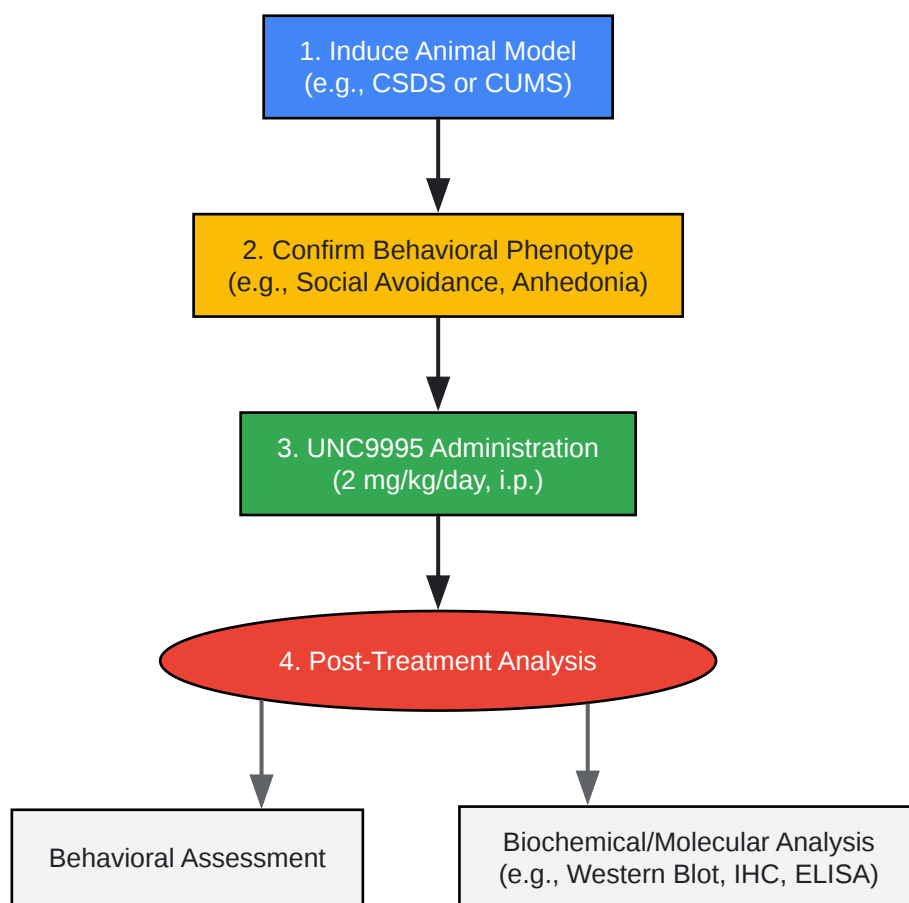 1. Induce Animal Model
(e.g., CSDS or CUMS)
2. Confirm Behavioral Phenotype
(e.g., Social Avoidance, Anhedonia)
3. UNC9995 Administration
(2 mg/kg/day, i.p.)
4. Post-Treatment Analysis
Behavioral Assessment
Biochemical/Molecular Analysis
(e.g., Western Blot, IHC, ELISA)